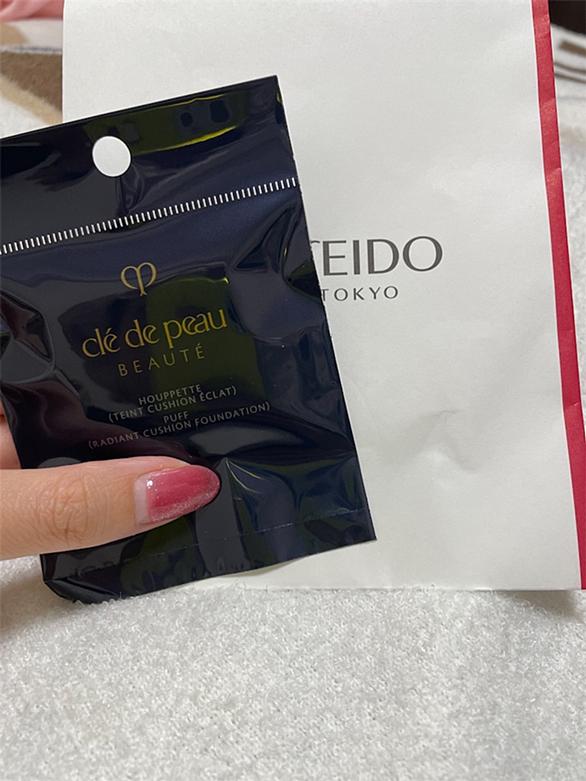 clé de peau
BEAUTÉ
HOUPPETTE
(TEINT CUSHION ÉCLAT)
PUFF
(RADIANT CUSHION FOUNDATION)
EIDO
TOKYO